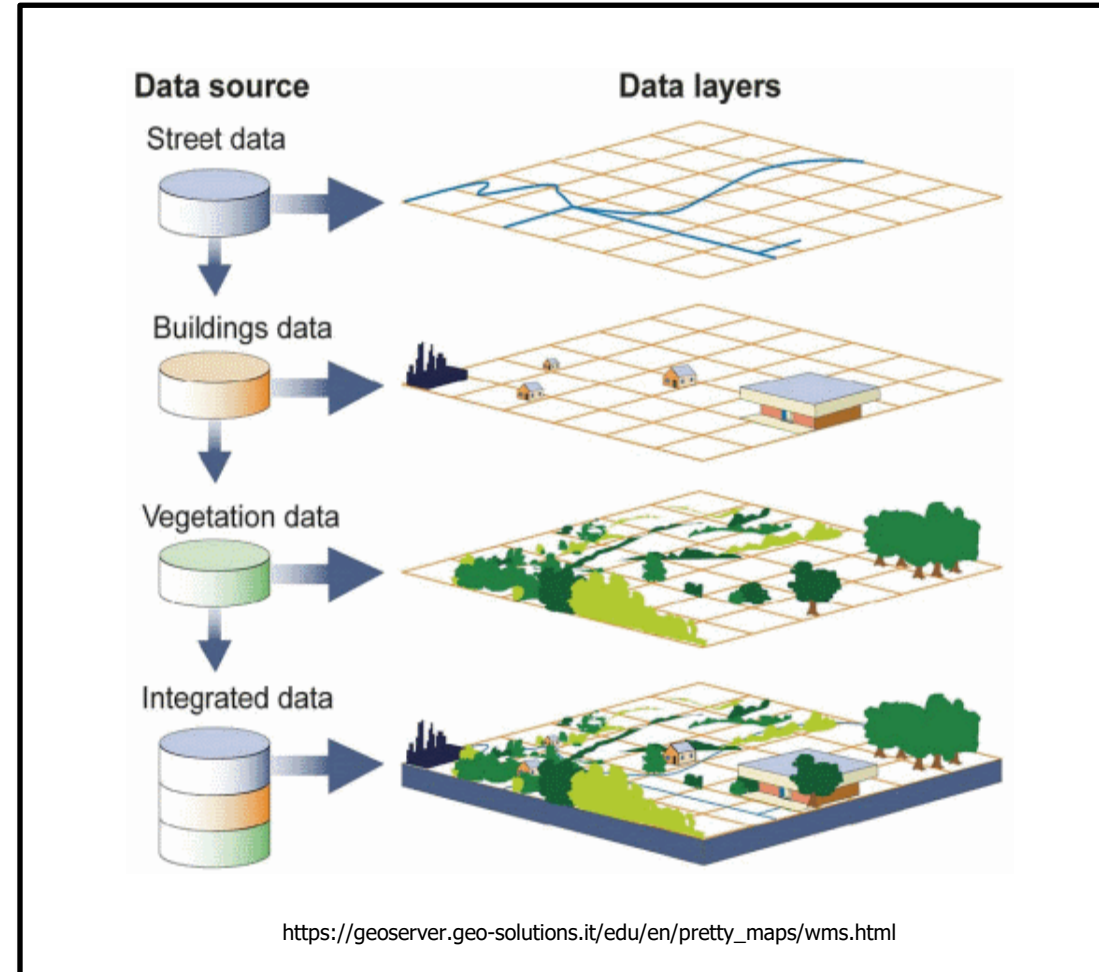 Data source
Data layers
Street data
Buildings data
Vegetation data
Integrated data
https://geoserver.geo-solutions.it/edu/en/pretty_maps/wms.html